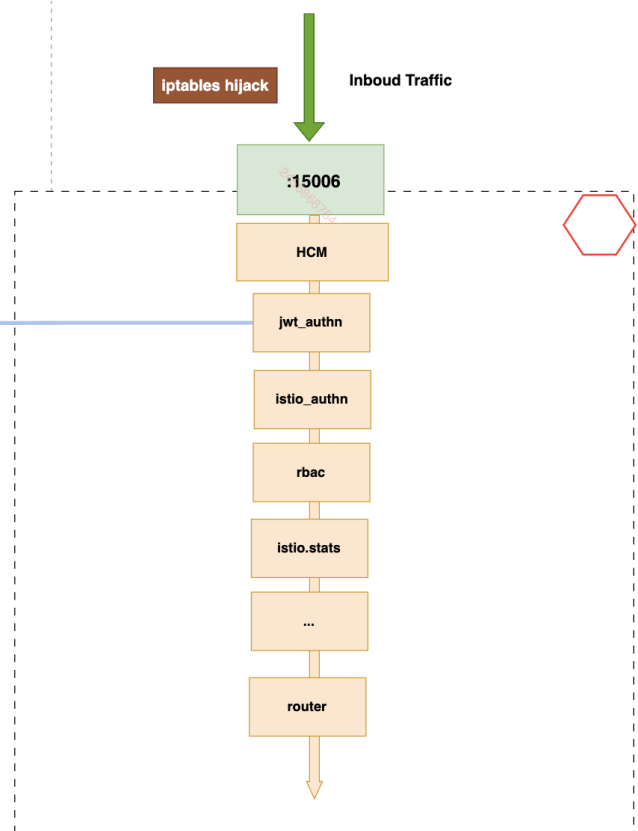 iptables hijack
Inboud Traffic
:15006
HCM
jwt_authn
istio_authn
rbac
istio.stats
...
router